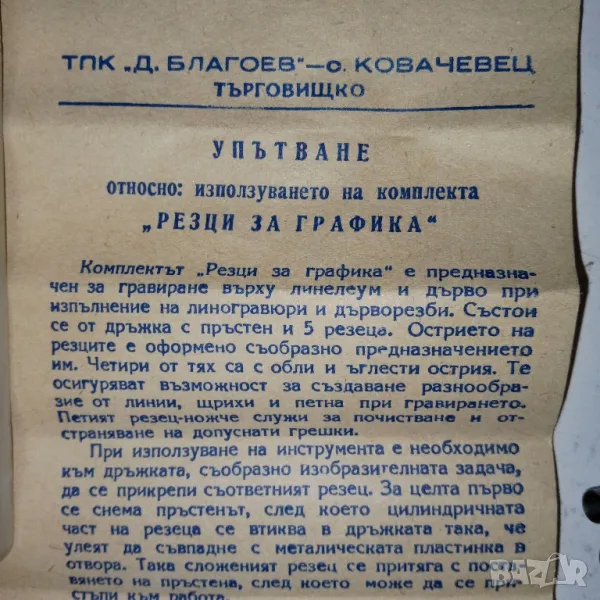 ТПК „Д. БЛАГОЕВ“—с. КОВАЧЕВЕЦ
ТЪРГОВИЩКО
УПЪТВАНЕ
относно: използуването на комплекта
„РЕЗЦИ ЗА ГРАФИКА“
Комплектът „Резци за графика“ е предназна-
чен за гравиране върху линелеум и дърво при
изпълнение на линогравюри и дърворезби. Състои
се от дръжка с пръстен и 5 резеца. Острието на
резците е оформено съобразно предназначението
им. Четири от тях са с обли и ъглести острия. Те
осигуряват възможност за създаване разнообра-
зие от линии, щрихи и петна при гравирането.
Петият резец-ножче служи за почистване и от-
страняване на допуснати грешки.
При използуване на инструмента е необходимо
към дръжката, съобразно изобразителната задача,
да се прикрепи съответният резец. За целта първо
се снема пръстенът, след което цилиндричната
част на резеца се втиква в дръжката така, че
улеят да съвпадне с металическата пластинка в
отвора. Така сложеният резец се притяга с
вянето на пръстена, след което може да се при-
стъпи към работа.
bazar